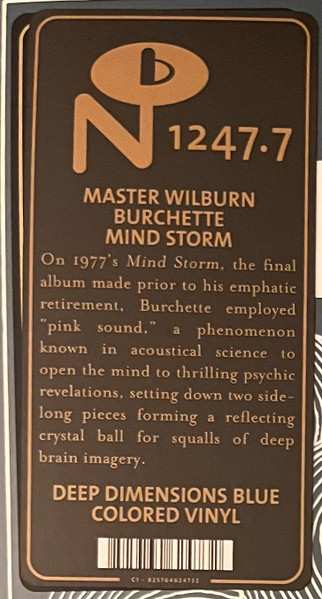 N b
1247.7
MASTER WILBURN
BURCHETTE
MIND STORM
On 1977's Mind Storm, the final
album made prior to his emphatic
retirement, Burchette employed
"pink sound," a phenomenon
known in acoustical science to
open the mind to thrilling psychic
revelations, setting down two side-
long pieces forming a reflecting
crystal ball for squalls of deep
brain imagery.
DEEP DIMENSIONS BLUE
COLORED VINYL